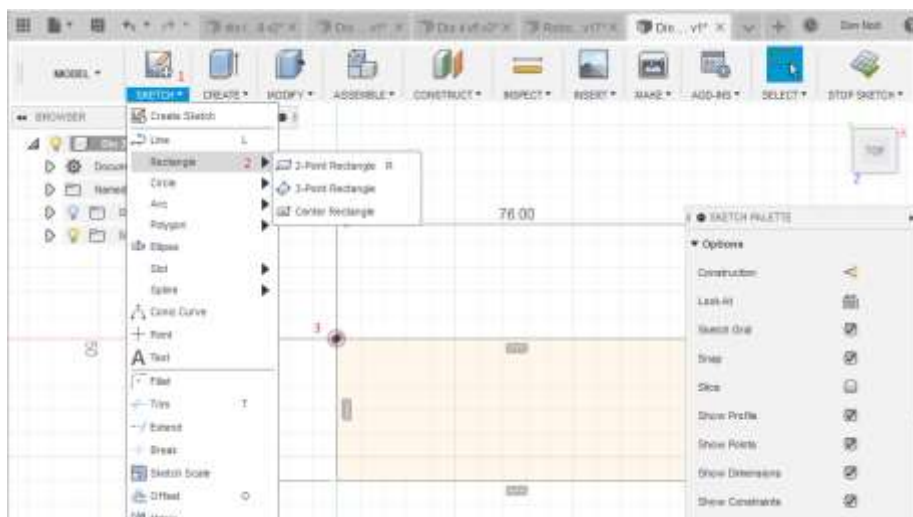 MODEL
1
SKETCH
CREATE
MODIFY
ASSEMBLE
CONSTRUCT
INSPECT
INSERT
MAKE
ADD-INS
SELECT
STOP SKETCH
BROWSER
Create Sketch
Line L
Rectangle 2
2-Point Rectangle R
3-Point Rectangle
Center Rectangle
Circle
Arc
Polygon
Ellipse
Slot
Spline
Conic Curve
Point
Text
Fillet
Trim T
Extend
Break
Sketch Scale
Offset O
Docum
Named
3
50
76.00
TOP
SKETCH PALETTE
Options
Construction
Look At
Sketch Grid
Snap
Slice
Show Profile
Show Points
Show Dimensions
Show Constraints